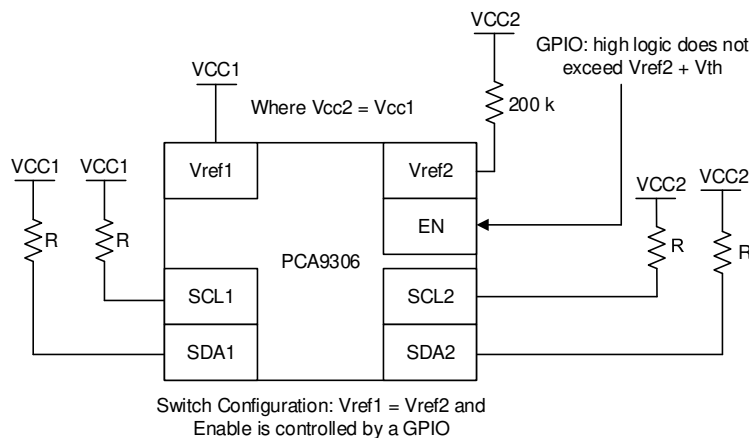 VCC2
GPIO: high logic does not
exceed Vref2 + Vth
VCC1
Where Vcc2 = Vcc1
200 k
VCC1
VCC1
Vref1
Vref2
VCC2
VCC2
EN
R
R
R
R
PCA9306
SCL1
SCL2
SDA1
SDA2
Switch Configuration: Vref1 = Vref2 and
Enable is controlled by a GPIO